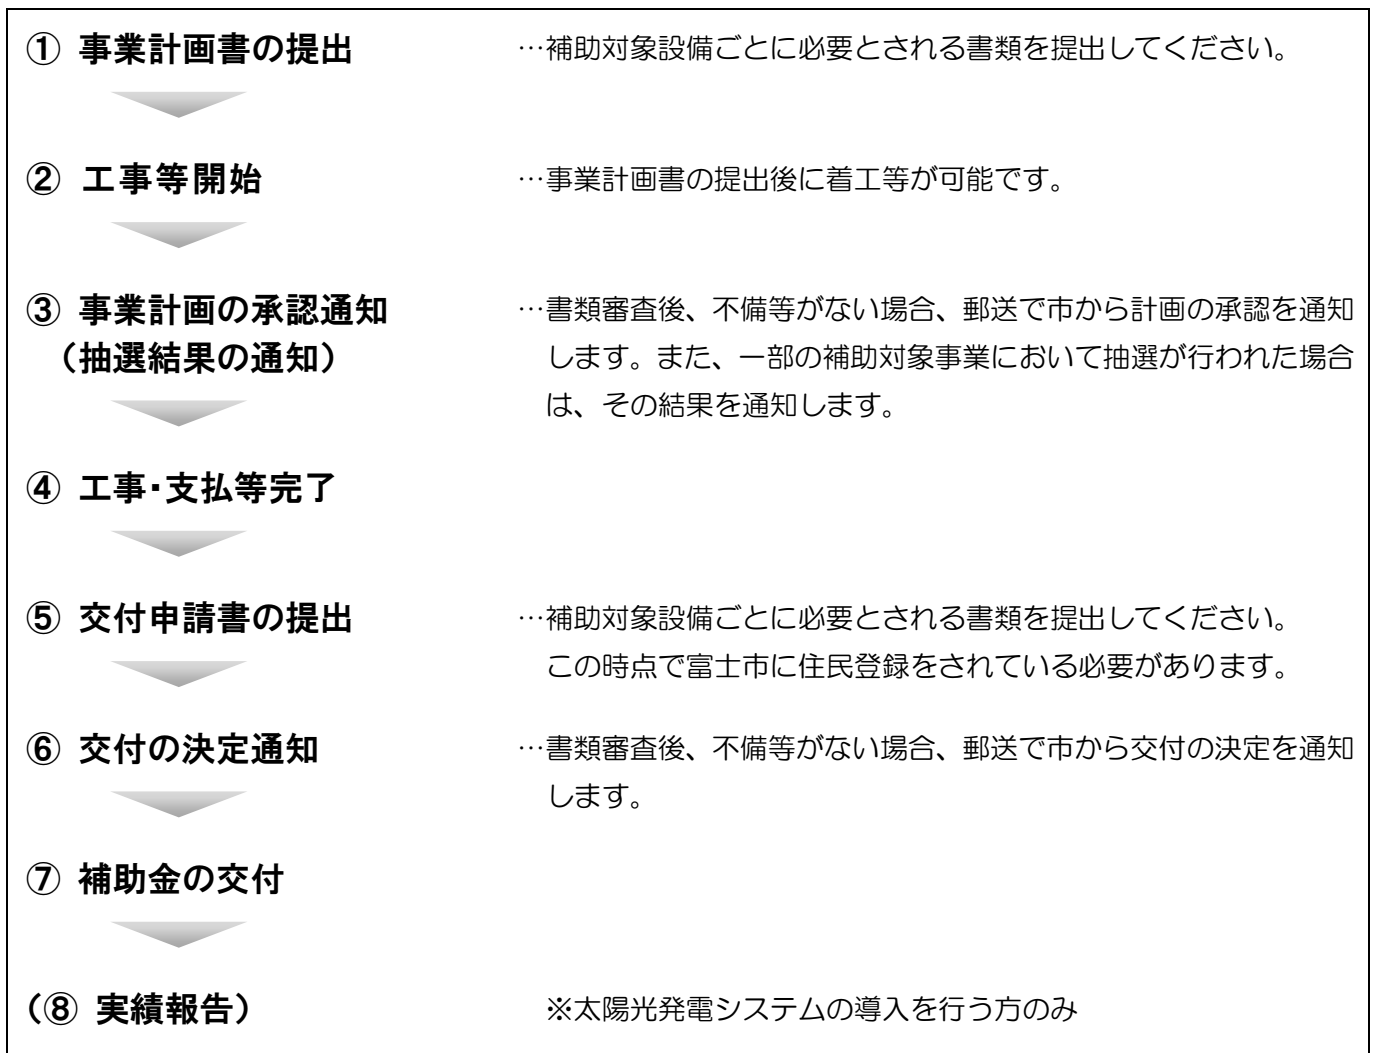 ① 事業計画書の提出 …補助対象設備ごとに必要とされる書類を提出してください。
② 工事等開始 …事業計画書の提出後に着工等が可能です。
③ 事業計画の承認通知 …書類審査後、不備等がない場合、郵送で市から計画の承認を通知
（抽選結果の通知） します。また、一部の補助対象事業において抽選が行われた場合
は、その結果を通知します。
④ 工事・支払等完了
⑤ 交付申請書の提出 …補助対象設備ごとに必要とされる書類を提出してください。
この時点で富士市に住民登録をされている必要があります。
⑥ 交付の決定通知 …書類審査後、不備等がない場合、郵送で市から交付の決定を通知
します。
⑦ 補助金の交付
（⑧ 実績報告） ※太陽光発電システムの導入を行う方のみ